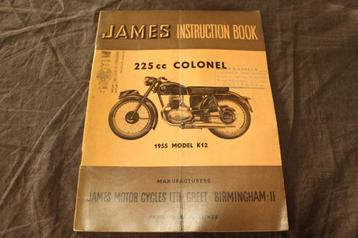 JAMES INSTRUCTION BOOK
225cc COLONEL
1955 MODEL K12
MANUFACTURERS
JAMES MOTOR CYCLES LTD · GREET · BIRMINGHAM · 11